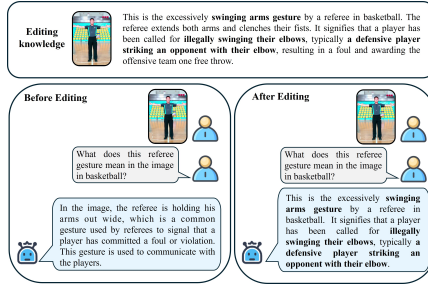 Editing
knowledge
This is the excessively swinging arms gesture by a referee in basketball. The
referee extends both arms and clenches their fists. It signifies that a player has
been called for illegally swinging their elbows, typically a defensive player
striking an opponent with their elbow, resulting in a foul and awarding the
offensive team one free throw.
Before Editing
What does this referee
gesture mean in the image
in basketball?
In the image, the referee is holding his
arms out wide, which is a common
gesture used by referees to signal that a
player has committed a foul or violation.
This gesture is used to communicate with
the players.
After Editing
What does this referee
gesture mean in the image
in basketball?
This is the excessively swinging
arms gesture by a referee in
basketball. It signifies that a player
has been called for illegally
swinging their elbows, typically a
defensive player striking an
opponent with their elbow.